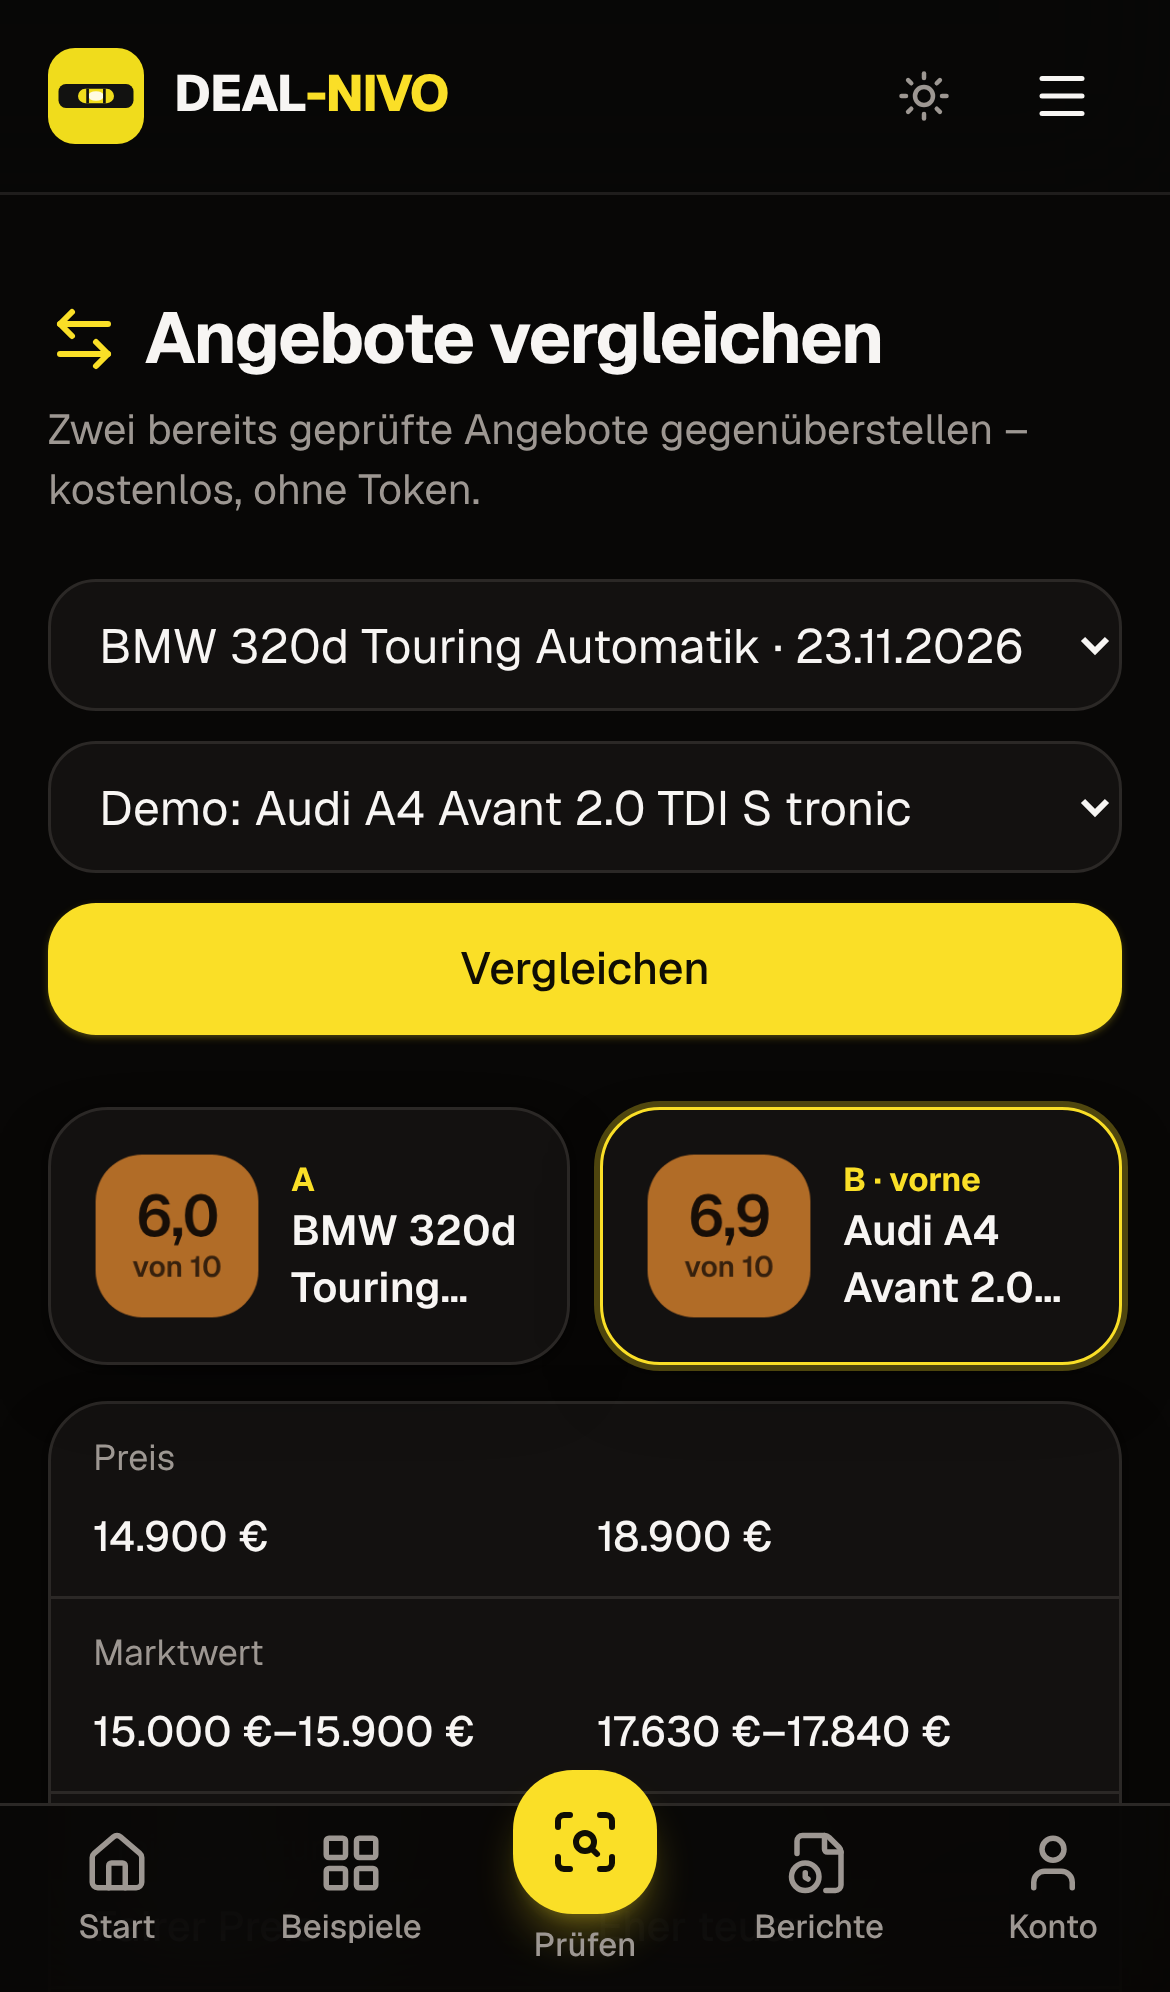 DEAL-NIVO
Angebote vergleichen
Zwei bereits geprüfte Angebote gegenüberstellen –
kostenlos, ohne Token.
BMW 320d Touring Automatik · 23.11.2026
Demo: Audi A4 Avant 2.0 TDI S tronic
Vergleichen
6,0
von 10
A
BMW 320d
Touring...
6,9
von 10
B · vorne
Audi A4
Avant 2.0...
Preis
14.900 €
18.900 €
Marktwert
15.000 €–15.900 €
17.630 €–17.840 €
Start
Beispiele
Prüfen
Berichte
Konto